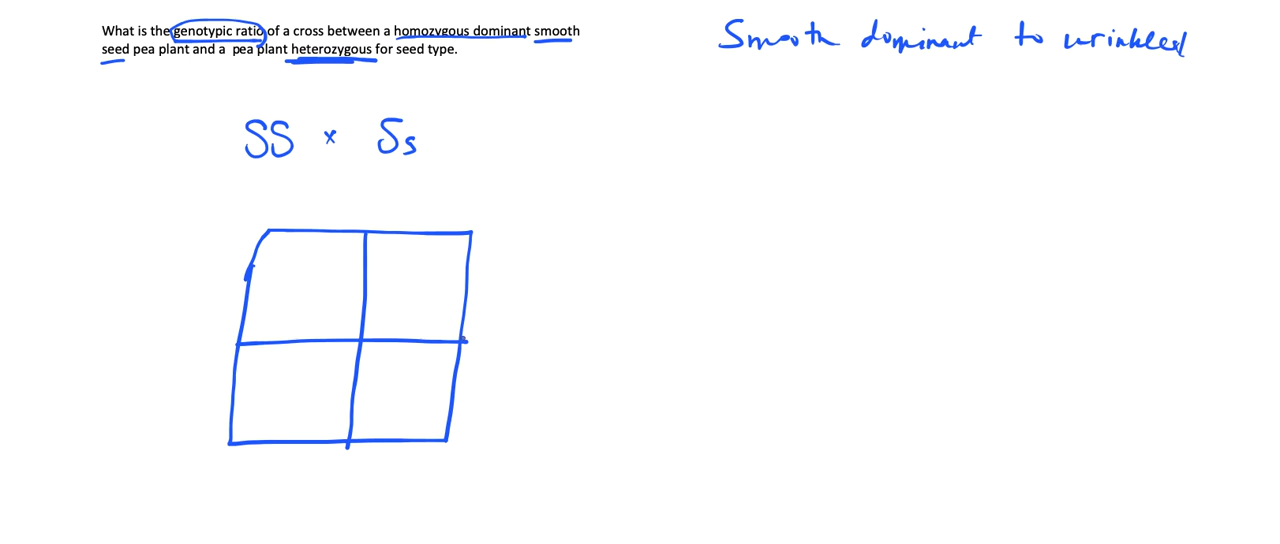 What is the genotypic ratio of a cross between a homozygous dominant smooth
seed pea plant and a pea plant heterozygous for seed type.
Smooth dominant to wrinkled
SS x Ss